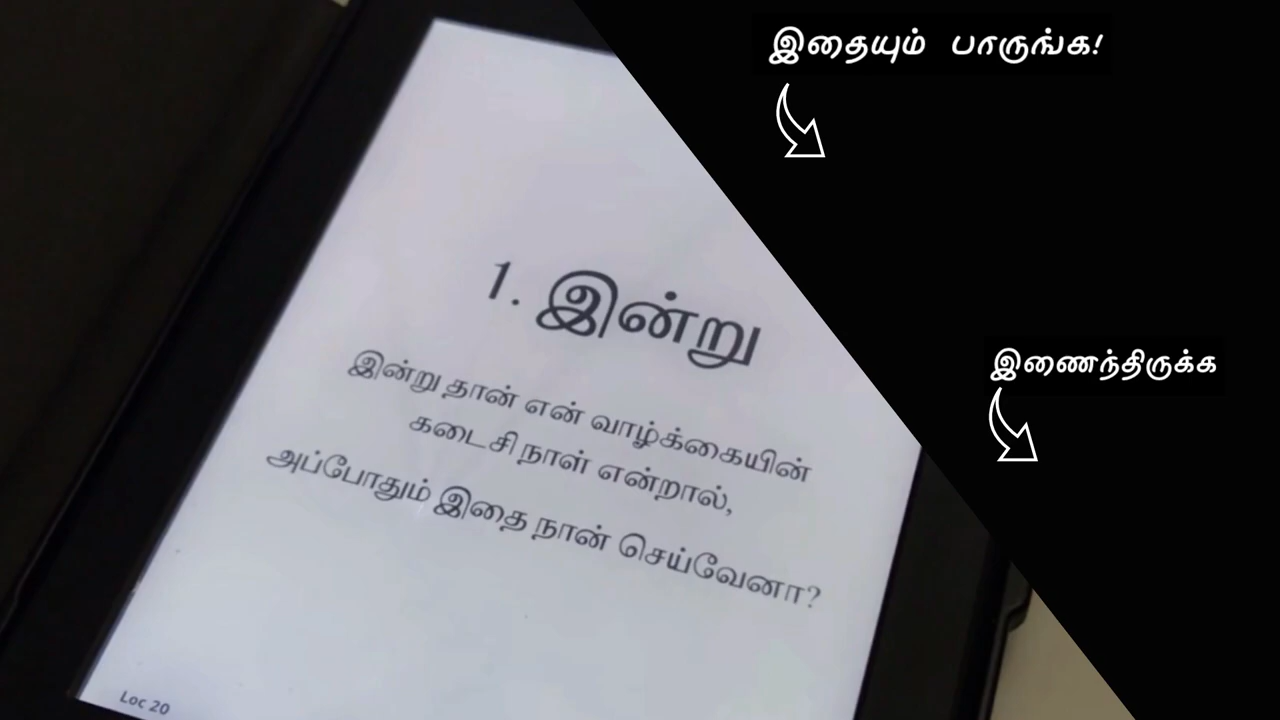 இதையும் பாருங்க!
1. இன்று
இன்று தான் என் வாழ்க்கையின்
கடைசி நாள் என்றால்,
அப்போதும் இதை நான் செய்வேனா?
இணைந்திருக்க
Loc 20